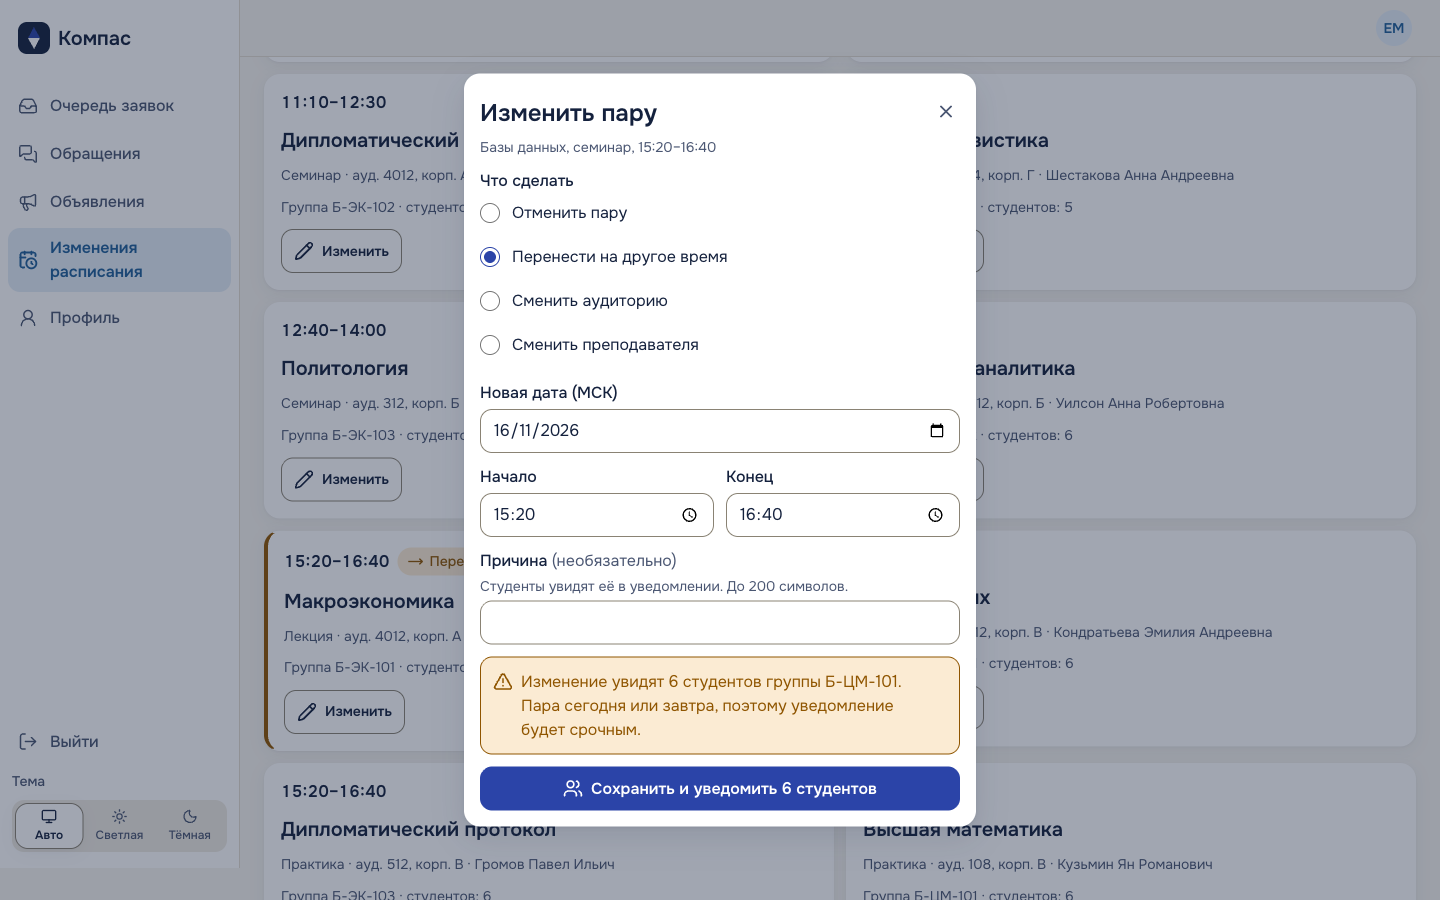 Компас
Очередь заявок
Обращения
Объявления
Изменения
расписания
Профиль
Выйти
Тема
Авто
Светлая
Тёмная
ЕМ
11:10–12:30
Дипломатический
Семинар · ауд. 4012, корп.
Группа Б-ЭК-102 ·
Изменить
корп. Г · Шестакова Анна Андреевна
· студентов: 5
12:40–14:00
Политология
Семинар · ауд. 312, корп. Б
Группа Б-ЭК-103 ·
Изменить
аналитика
корп. Б · Уилсон Анна Робертовна
· студентов: 6
15:20–16:40
Макроэкономика
Лекция · ауд. 4012, корп. А
Группа Б-ЭК-101 ·
Изменить
корп. В · Кондратьева Эмилия Андреевна
· студентов: 6
15:20–16:40
Дипломатический протокол
Практика · ауд. 512, корп. В · Громов Павел Ильич
Группа Б-ЭК-103 · студентов: 6
Высшая математика
Практика · ауд. 108, корп. В · Кузьмин Ян Романович
Группа Б-ЦМ-101 · студентов: 6
Изменить пару
Базы данных, семинар, 15:20–16:40
Что сделать
Отменить пару
Перенести на другое время
Сменить аудиторию
Сменить преподавателя
Новая дата (МСК)
16/11/2026
Начало
Конец
15:20
16:40
Причина (необязательно)
Студенты увидят её в уведомлении. До 200 символов.
Изменение увидят 6 студентов группы Б-ЦМ-101.
Пара сегодня или завтра, поэтому уведомление
будет срочным.
Сохранить и уведомить 6 студентов